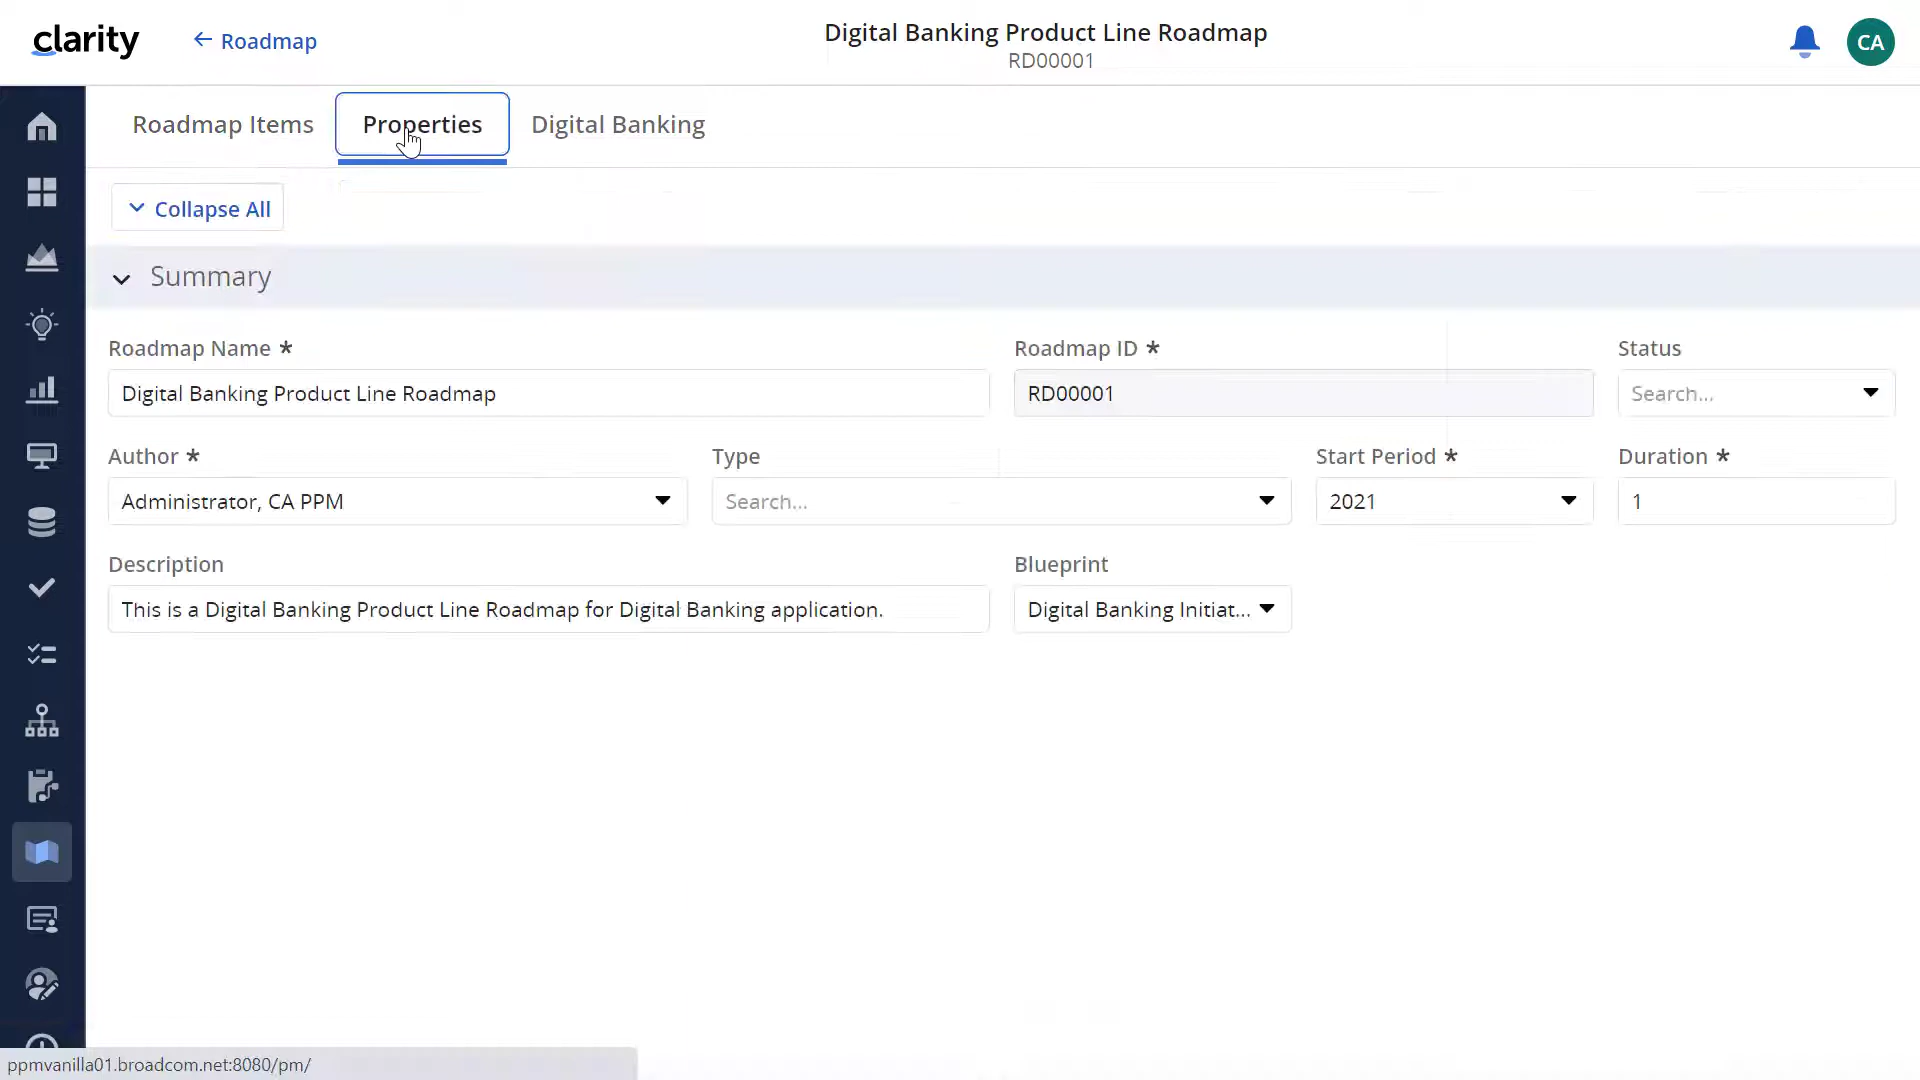 clarity
← Roadmap
Digital Banking Product Line Roadmap
RD00001
CA
Roadmap Items
Properties
Digital Banking
Collapse All
Summary
Roadmap Name *
Roadmap ID *
Status
Digital Banking Product Line Roadmap
RD00001
Search...
Author *
Type
Start Period *
Duration *
Administrator, CA PPM
Search...
2021
1
Description
Blueprint
This is a Digital Banking Product Line Roadmap for Digital Banking application.
Digital Banking Initiat...
ppmvanilla01.broadcom.net:8080/pm/